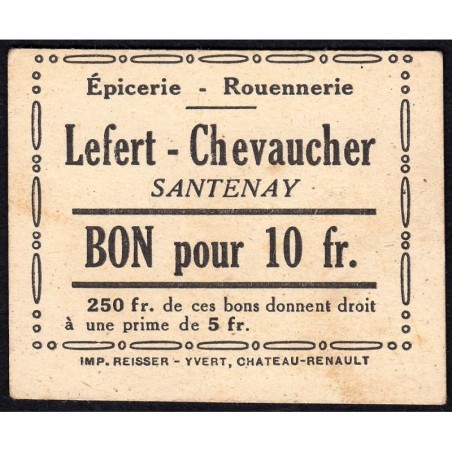 Épicerie - Rouennerie
Lefert - Chevaucher
SANTENAY
BON pour 10 fr.
250 fr. de ces bons donnent droit
à une prime de 5 fr.
IMP. REISSER - YVERT, CHATEAU-RENAULT